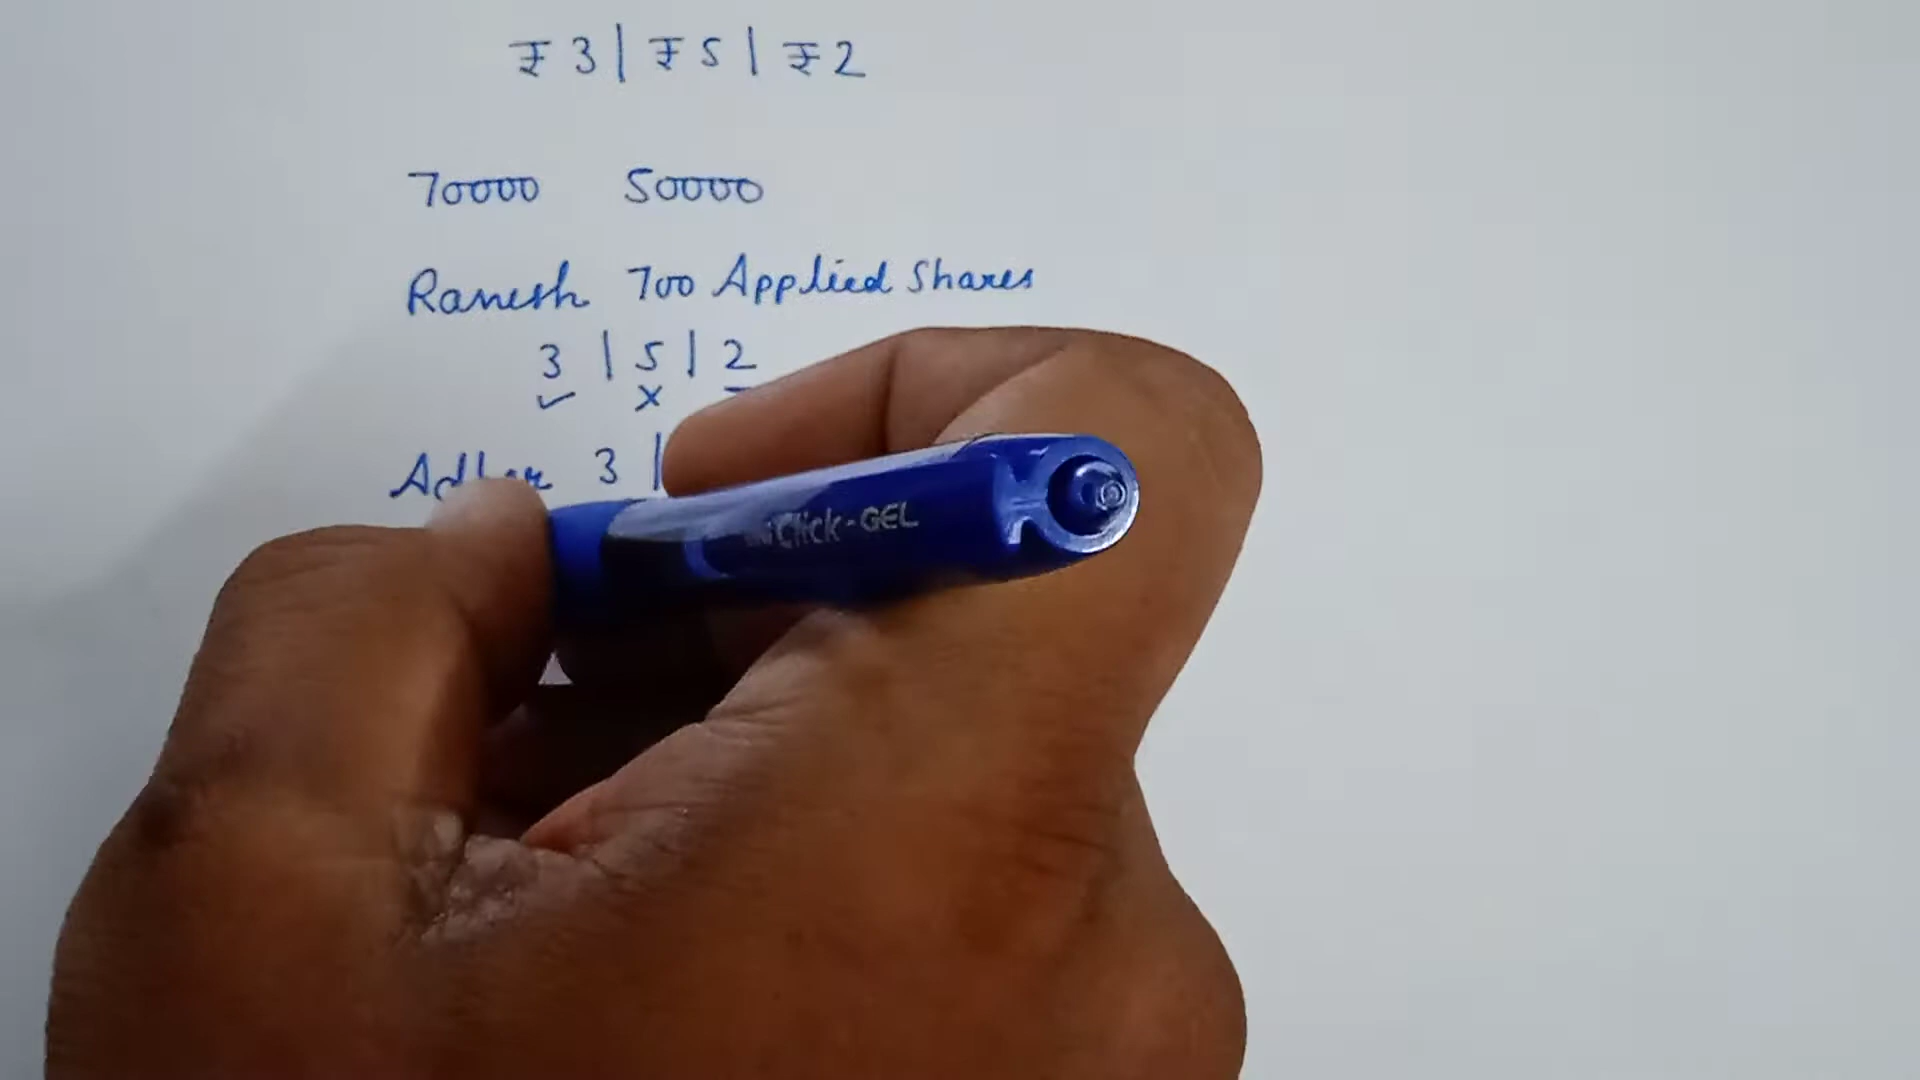 ₹ 3 | ₹ 5 | ₹ 2
70000 50000
Ramesh 700 Applied Shares
3 | 5 | 2
✓ x
3 |
Click-GEL